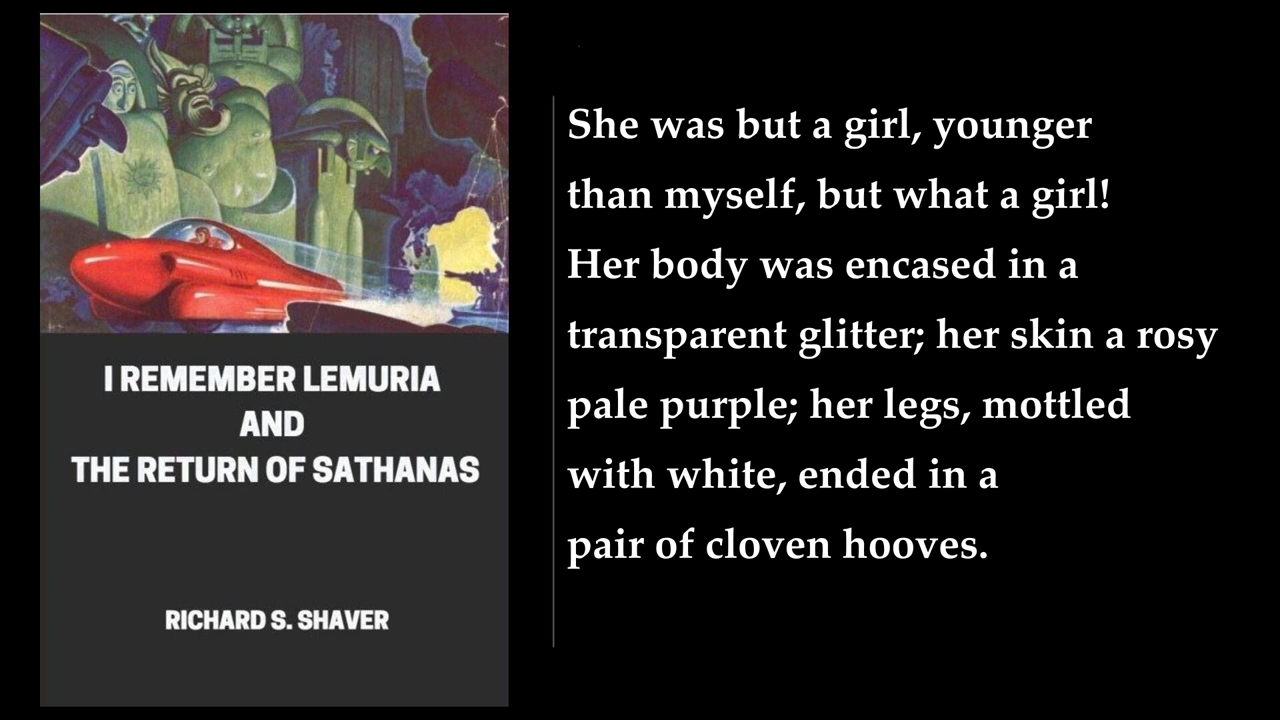 I REMEMBER LEMURIA
AND
THE RETURN OF SATHANAS
RICHARD S. SHAVER
She was but a girl, younger
than myself, but what a girl!
Her body was encased in a
transparent glitter; her skin a rosy
pale purple; her legs, mottled
with white, ended in a
pair of cloven hooves.